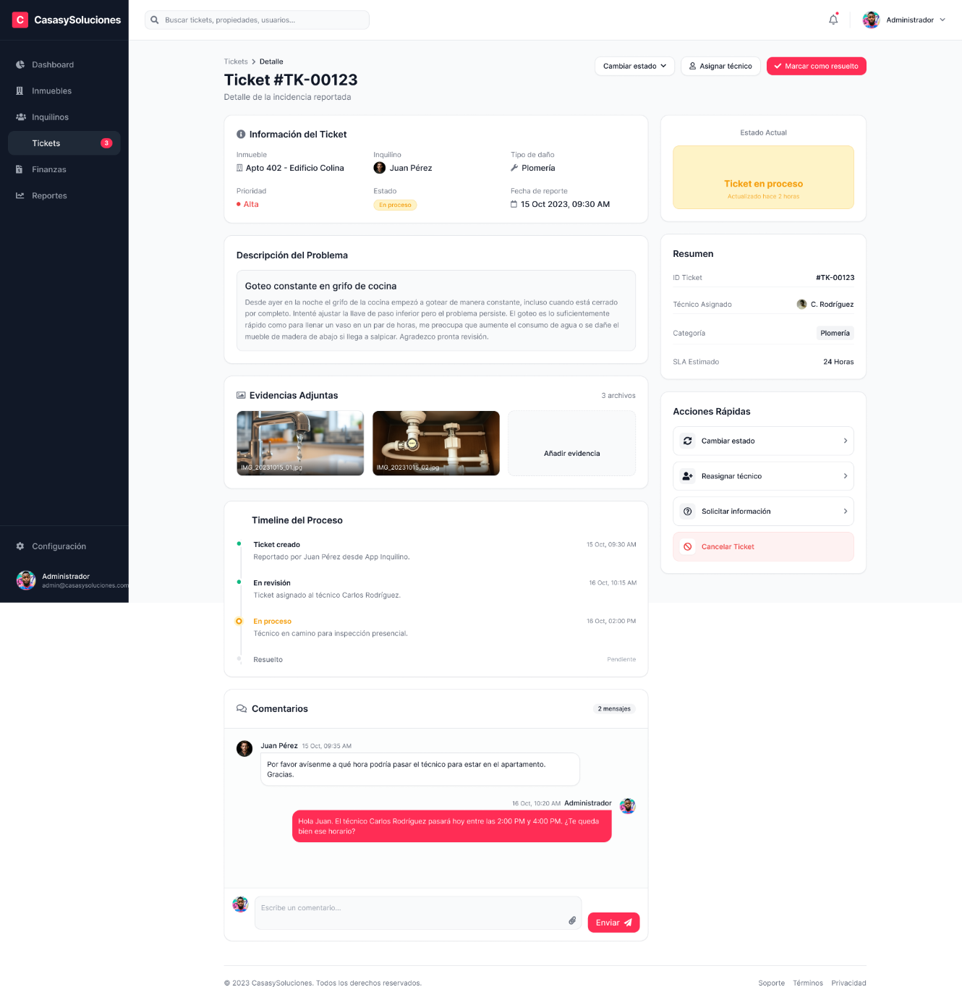 C CasasySoluciones
Buscar tickets, propiedades, usuarios...
Administrador
Dashboard
Inmuebles
Inquilinos
Tickets 3
Finanzas
Reportes
Configuración
Administrador
admin@casasysoluciones.com
Tickets > Detalle
Ticket #TK-00123
Detalle de la incidencia reportada
Cambiar estado
Asignar técnico
Marcar como resuelto
Información del Ticket
Inmueble
Apto 402 - Edificio Colina
Inquilino
Juan Pérez
Tipo de daño
Plomería
Prioridad
Alta
Estado
En proceso
Fecha de reporte
15 Oct 2023, 09:30 AM
Descripción del Problema
Goteo constante en grifo de cocina
Desde ayer en la noche el grifo de la cocina empezó a gotear de manera constante, incluso cuando está cerrado
por completo. Intenté ajustar la llave de paso inferior pero el problema persiste. El goteo es lo suficientemente
rápido como para llenar un vaso en un par de horas, me preocupa que aumente el consumo de agua o se dañe el
mueble de madera de abajo si llega a salpicar. Agradezco pronta revisión.
Evidencias Adjuntas
3 archivos
IMG_20231015_01.jpg
IMG_20231015_02.jpg
Añadir evidencia
Timeline del Proceso
Ticket creado
15 Oct, 09:30 AM
Reportado por Juan Pérez desde App Inquilino.
En revisión
16 Oct, 10:15 AM
Ticket asignado al técnico Carlos Rodríguez.
En proceso
16 Oct, 02:00 PM
Técnico en camino para inspección presencial.
Resuelto
Pendiente
Comentarios
2 mensajes
Juan Pérez 15 Oct, 09:35 AM
Por favor avísenme a qué hora podría pasar el técnico para estar en el apartamento.
Gracias.
16 Oct, 10:20 AM Administrador
Hola Juan. El técnico Carlos Rodríguez pasará hoy entre las 2:00 PM y 4:00 PM. ¿Te queda
bien ese horario?
Escribe un comentario...
Enviar
Estado Actual
Ticket en proceso
Actualizado hace 2 horas
Resumen
ID Ticket #TK-00123
Técnico Asignado C. Rodríguez
Categoría Plomería
SLA Estimado 24 Horas
Acciones Rápidas
Cambiar estado
Reasignar técnico
Solicitar información
Cancelar Ticket
© 2023 CasasySoluciones. Todos los derechos reservados.
Soporte Términos Privacidad